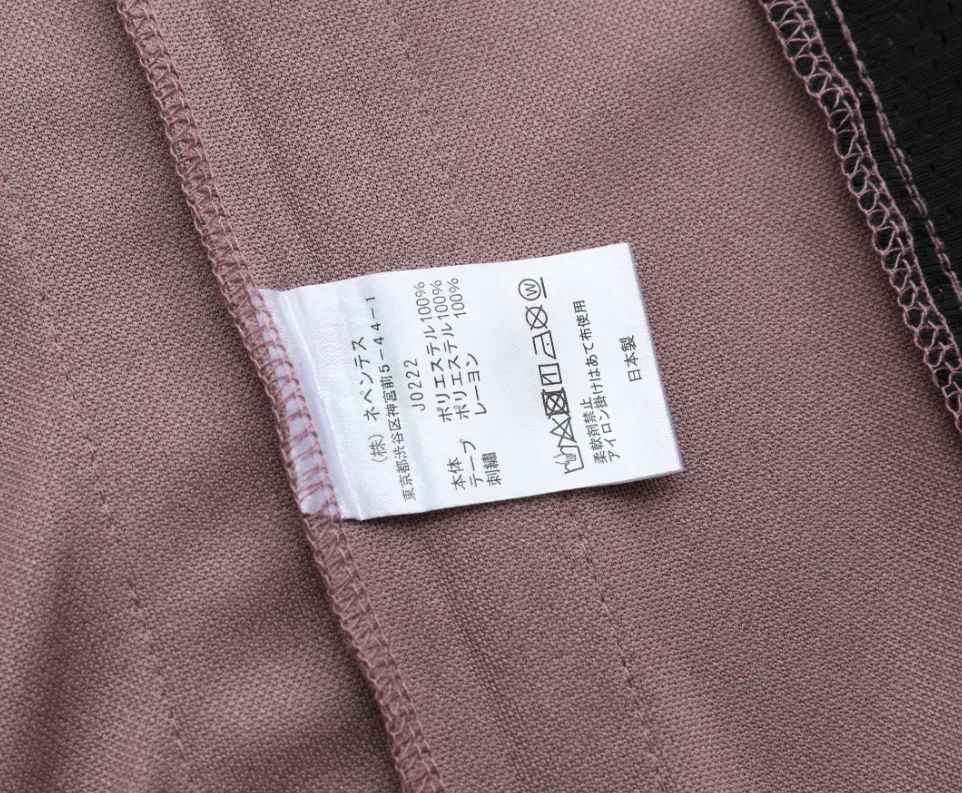 (株) ネペンテス
東京都渋谷区神宮前5-44-1
J0222
本体 ポリエステル100%
テープ ポリエステル100%
刺繍 レーヨン 100%
W
柔軟剤禁止
アイロン掛けはあて布使用
日本製